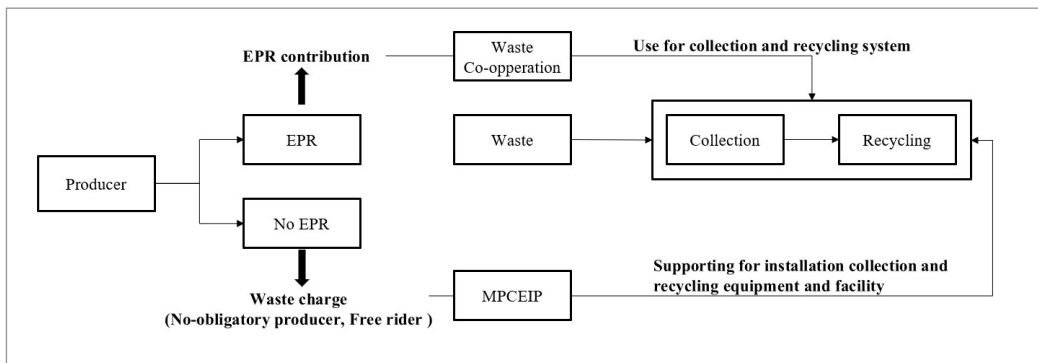 EPR contribution
Waste
Co-opperation
Use for collection and recycling system
EPR
Waste
Collection
Recycling
Producer
No EPR
Waste charge
(No-obligatory producer, Free rider )
MPCEIP
Supporting for installation collection and
recycling equipment and facility